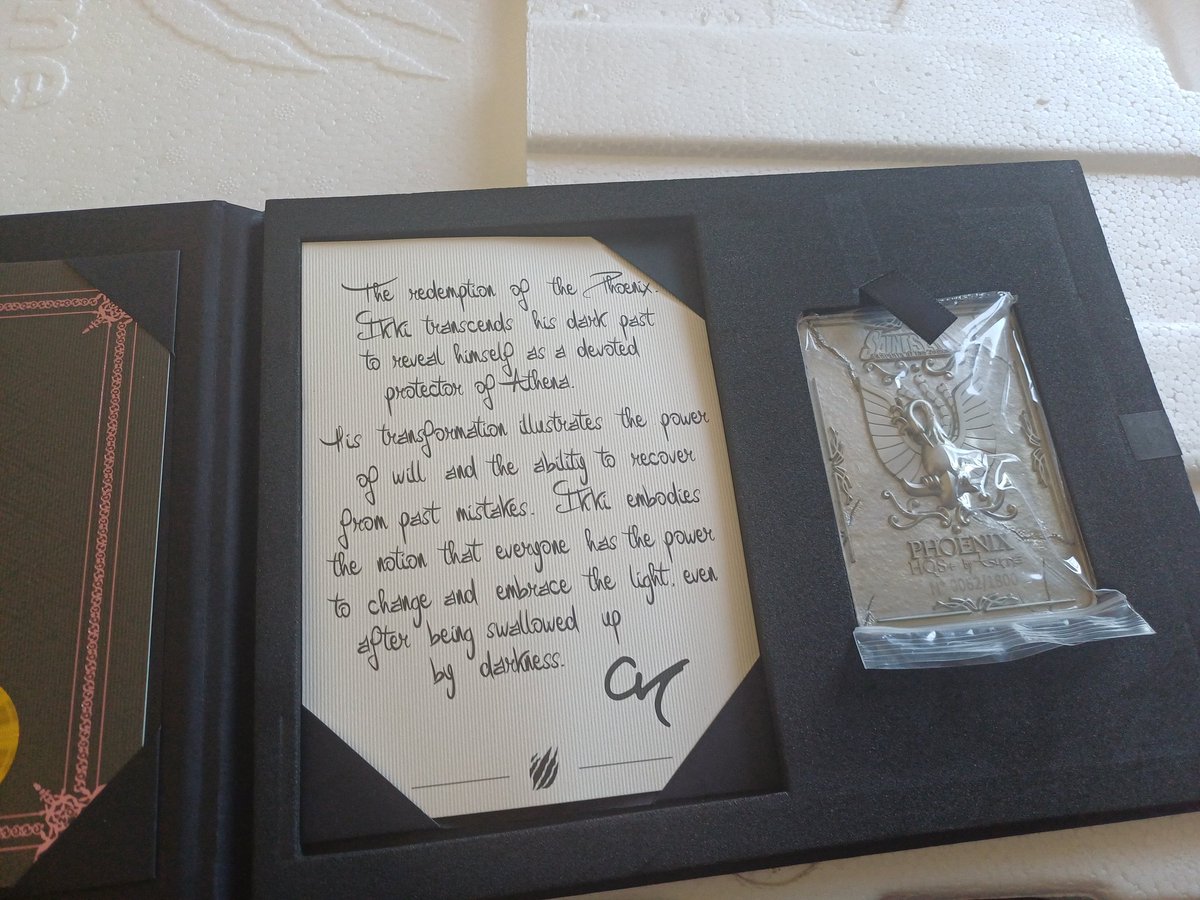 The redemption of the Phoenix.
Ikki transcends his dark past
to reveal himself as a devoted
protector of Athena.
His transformation illustrates the power
of will and the ability to recover
from past mistakes. Ikki embodies
the notion that everyone has the power
to change and embrace the light, even
after being swallowed up
by darkness.
PHOENIX
HQS+ by